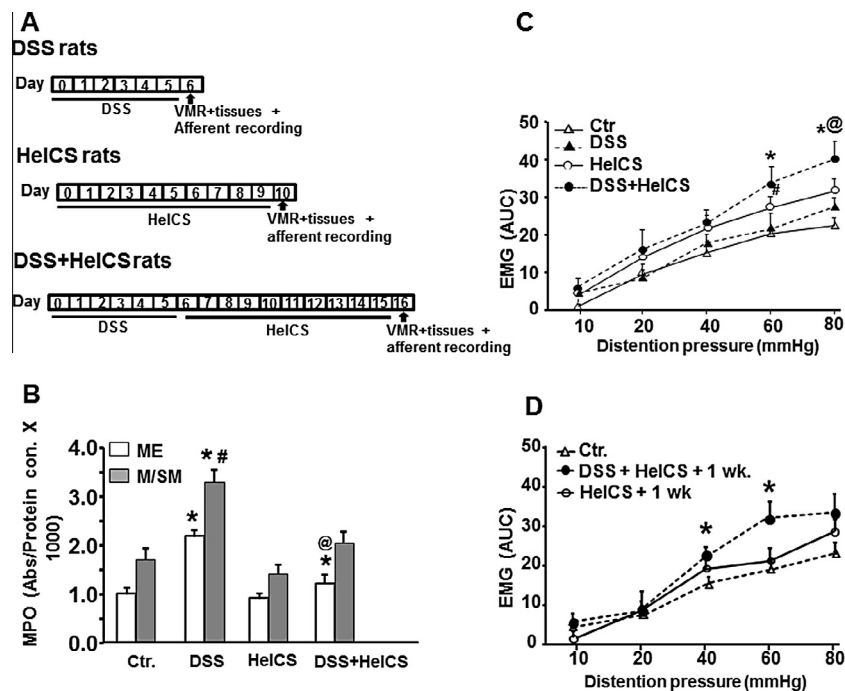 A
DSS rats
Day 0 1 2 3 4 5 6
DSS
VMR+tissues +
Afferent recording
HeICS rats
Day 0 1 2 3 4 5 6 7 8 9 10
HeICS
VMR+tissues +
afferent recording
DSS+HeICS rats
Day 0 1 2 3 4 5 6 7 8 9 10 11 12 13 14 15 16
DSS
HeICS
VMR+tissues +
afferent recording
B
MPO (Abs/Protein con. X
1000)
4.0
3.0
2.0
1.0
0.0
ME
M/SM
*
* #
@
*
Ctr.
DSS
HeICS
DSS+HeICS
C
EMG (AUC)
50
40
30
20
10
0
Ctr
DSS
HeICS
DSS+HeICS
*
#
*@
10 20 40 60 80
Distention pressure (mmHg)
D
EMG (AUC)
50
40
30
20
10
0
Ctr.
DSS + HeICS + 1 wk.
HeICS + 1 wk
*
*
10 20 40 60 80
Distention pressure (mmHg)